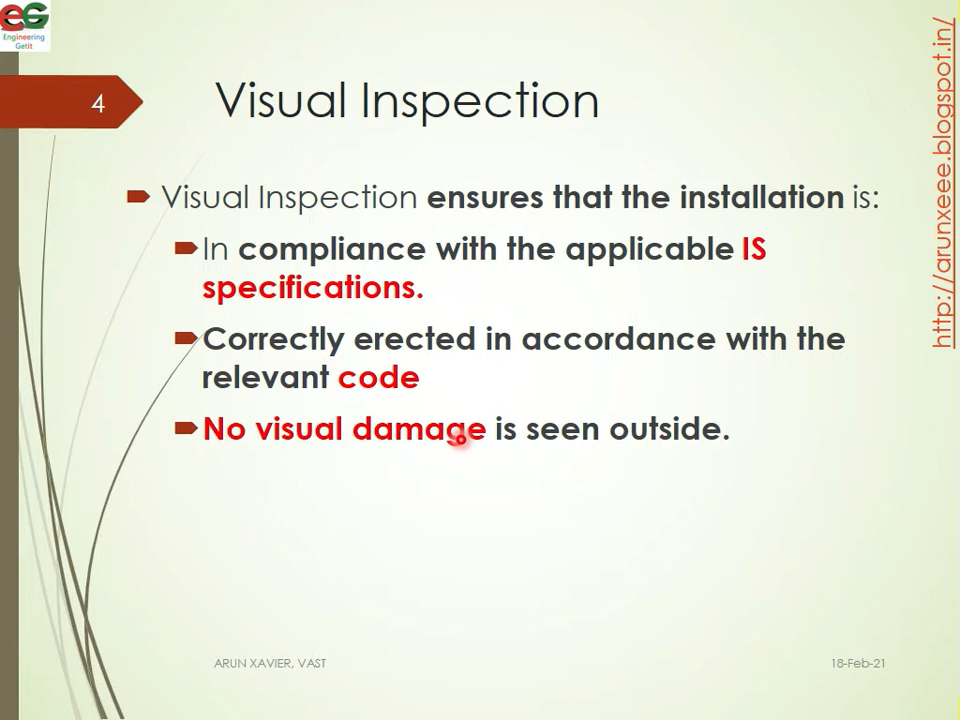 EG
Engineering
Getit
4
Visual Inspection
http://arunxeee.blogspot.in/
Visual Inspection ensures that the installation is:
In compliance with the applicable IS
specifications.
Correctly erected in accordance with the
relevant code
No visual damage is seen outside.
ARUN XAVIER, VAST
18-Feb-21